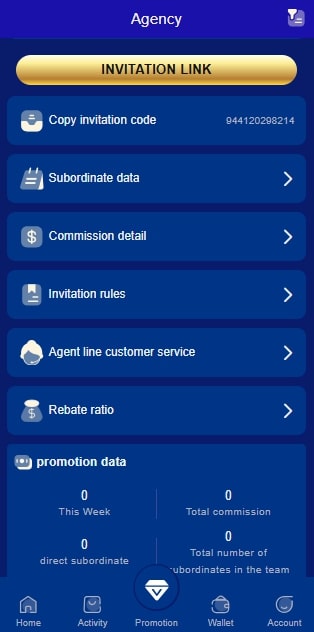 Agency
INVITATION LINK
Copy invitation code 944120298214
Subordinate data
Commission detail
Invitation rules
Agent line customer service
Rebate ratio
promotion data
0
This Week
0
Total commission
0
direct subordinate
0
Total number of
subordinates in the team
Home Activity Promotion Wallet Account